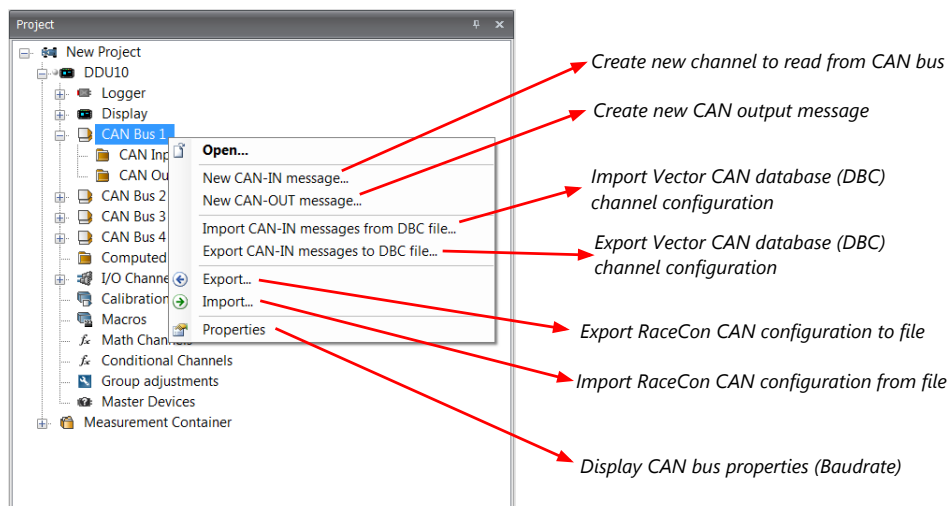 Project
New Project
DDU10
Logger
Display
CAN Bus 1
CAN Inp
CAN Ou
CAN Bus 2
CAN Bus 3
CAN Bus 4
Computed
I/O Channe
Calibration
Macros
fx Math Chan
fx Conditional Channels
Group adjustments
Master Devices
Measurement Container
Open...
New CAN-IN message...
New CAN-OUT message...
Import CAN-IN messages from DBC file...
Export CAN-IN messages to DBC file...
Export...
Import...
Properties
Create new channel to read from CAN bus
Create new CAN output message
Import Vector CAN database (DBC)
channel configuration
Export Vector CAN database (DBC)
channel configuration
Export RaceCon CAN configuration to file
Import RaceCon CAN configuration from file
Display CAN bus properties (Baudrate)